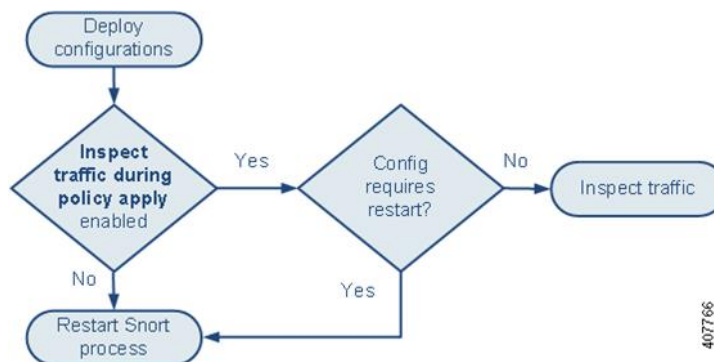 Deploy
configurations
Inspect
traffic during
policy apply
enabled
Yes
Config
requires
restart?
No
Inspect traffic
No
Yes
Restart Snort
process
407766